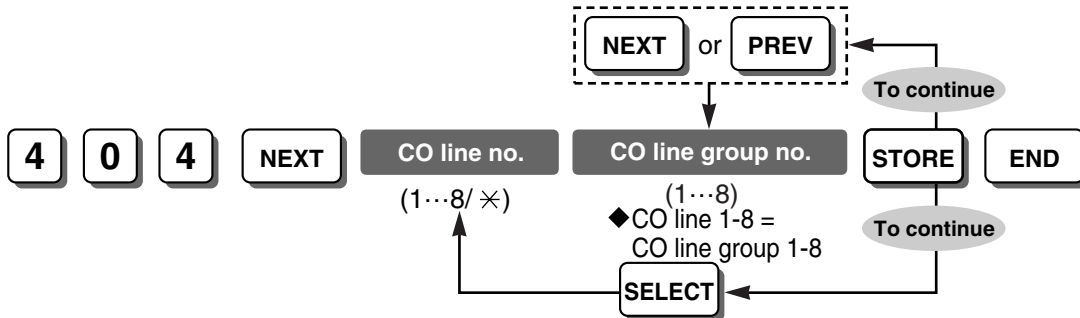 NEXT or PREV
To continue
4 0 4 NEXT CO line no. CO line group no. STORE END
(1···8/ ✳) (1···8)
◆CO line 1-8 =
CO line group 1-8
To continue
SELECT